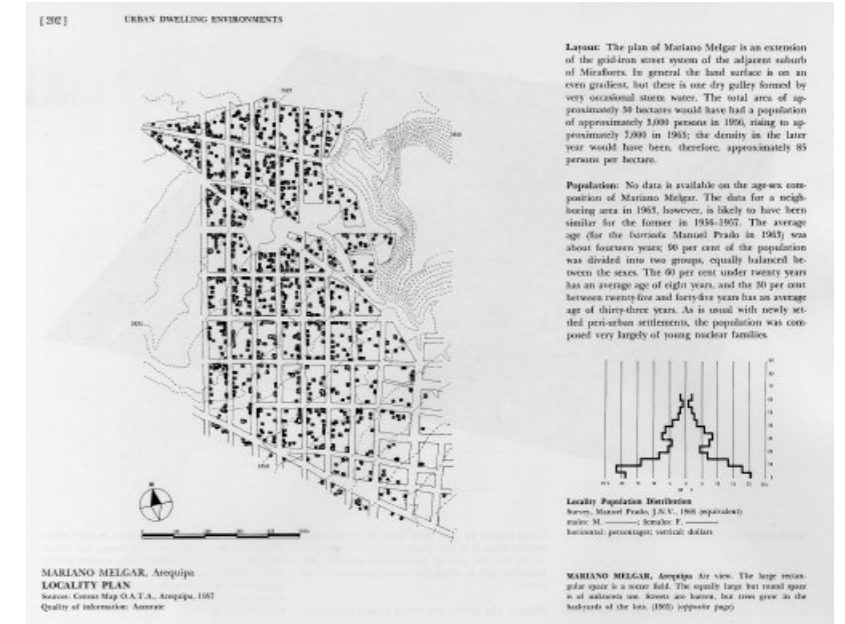 [ 202 ]
URBAN DWELLING ENVIRONMENTS
Layout: The plan of Mariano Melgar is an extension
of the grid-iron street system of the adjacent suburb
of Miraflores. In general the land surface is on an
even gradient, but there is one dry gulley formed by
very occasional storm water. The total area of ap-
proximately 50 hectares would have had a population
of approximately 3,000 persons in 1956, rising to ap-
proximately 7,000 in 1963; the density in the later
year would have been, therefore, approximately 85
persons per hectare.
Population: No data is available on the age-sex com-
position of Mariano Melgar. The data for a neigh-
boring area in 1963, however, is likely to have been
similar for the former in 1956-1957. The average
age (for the barriada Manuel Prado in 1963) was
about fourteen years; 90 per cent of the population
was divided into two groups, equally balanced be-
tween the sexes. The 60 per cent under twenty years
has an average age of eight years, and the 30 per cent
between twenty-five and forty-five years has an average
age of thirty-three years. As is usual with newly set-
tled peri-urban settlements, the population was com-
posed very largely of young nuclear families.
Locality Population Distribution
Survey, Manuel Prado, J.N.V., (equivalent)
males: M. ; females: F.
horizontal: percentages; vertical: dollars
MARIANO MELGAR, Arequipa
LOCALITY PLAN
Sources: Census Map O.A.T.A., Arequipa, 1957
Quality of information: Accurate
MARIANO MELGAR, Arequipa Air view. The large rectan-
gular space is a soccer field. The equally large but round space
is of unknown use. Streets are barren, but trees grow in the
backyards of the lots. (1963) (opposite page)